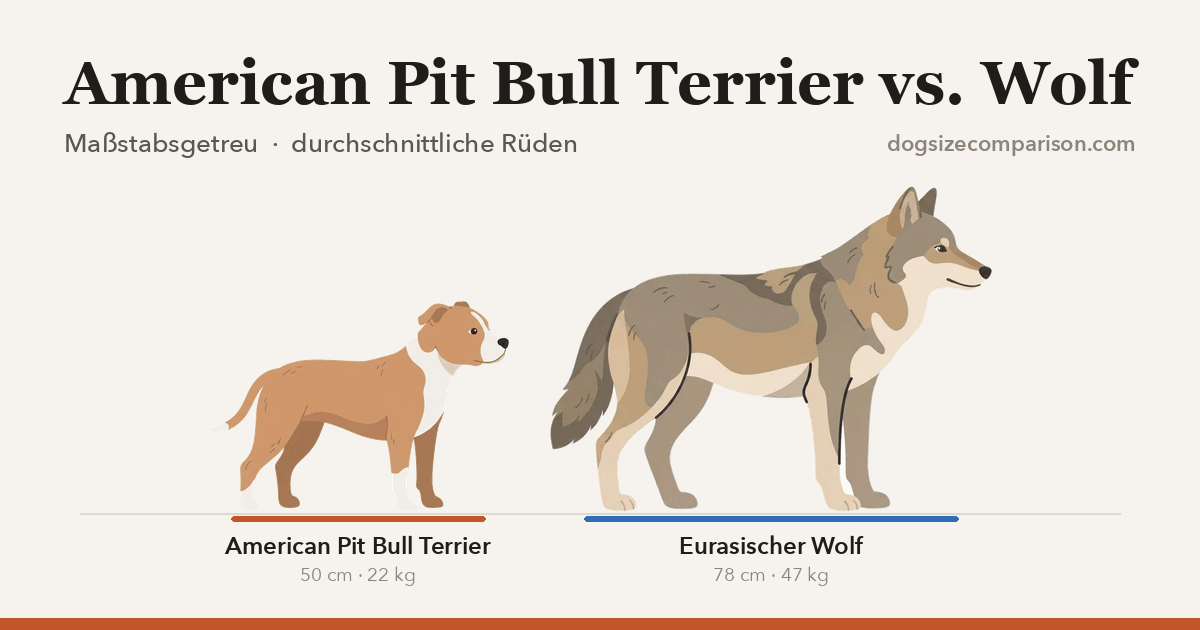 American Pit Bull Terrier vs. Wolf
Maßstabsgetreu · durchschnittliche Rüden
dogsizecomparison.com
American Pit Bull Terrier
50 cm · 22 kg
Eurasischer Wolf
78 cm · 47 kg